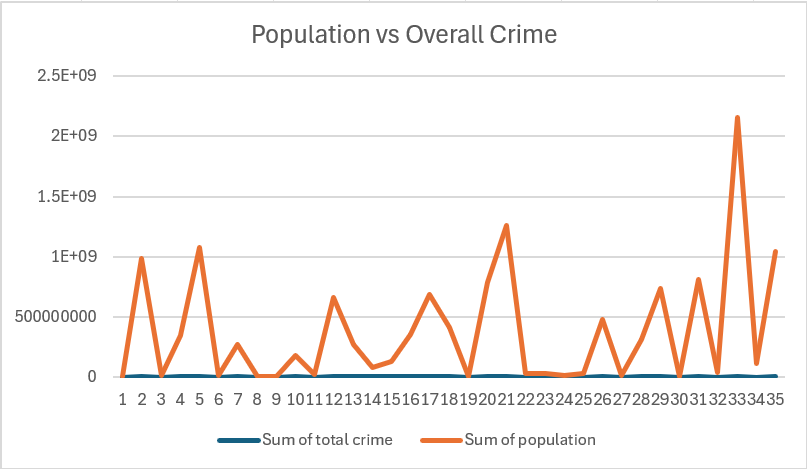 Population vs Overall Crime
2.5E+09
2E+09
1.5E+09
1E+09
500000000
0
1 2 3 4 5 6 7 8 9 10 11 12 13 14 15 16 17 18 19 20 21 22 23 24 25 26 27 28 29 30 31 32 33 34 35
Sum of total crime Sum of population